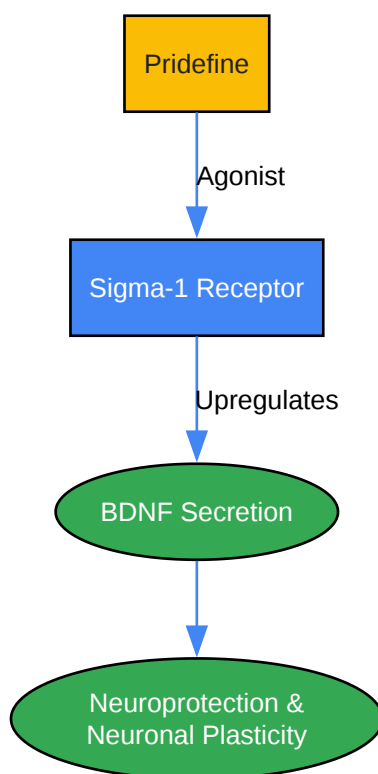 Pridefine
Agonist
Sigma-1 Receptor
Upregulates
BDNF Secretion
Neuroprotection &
Neuronal Plasticity